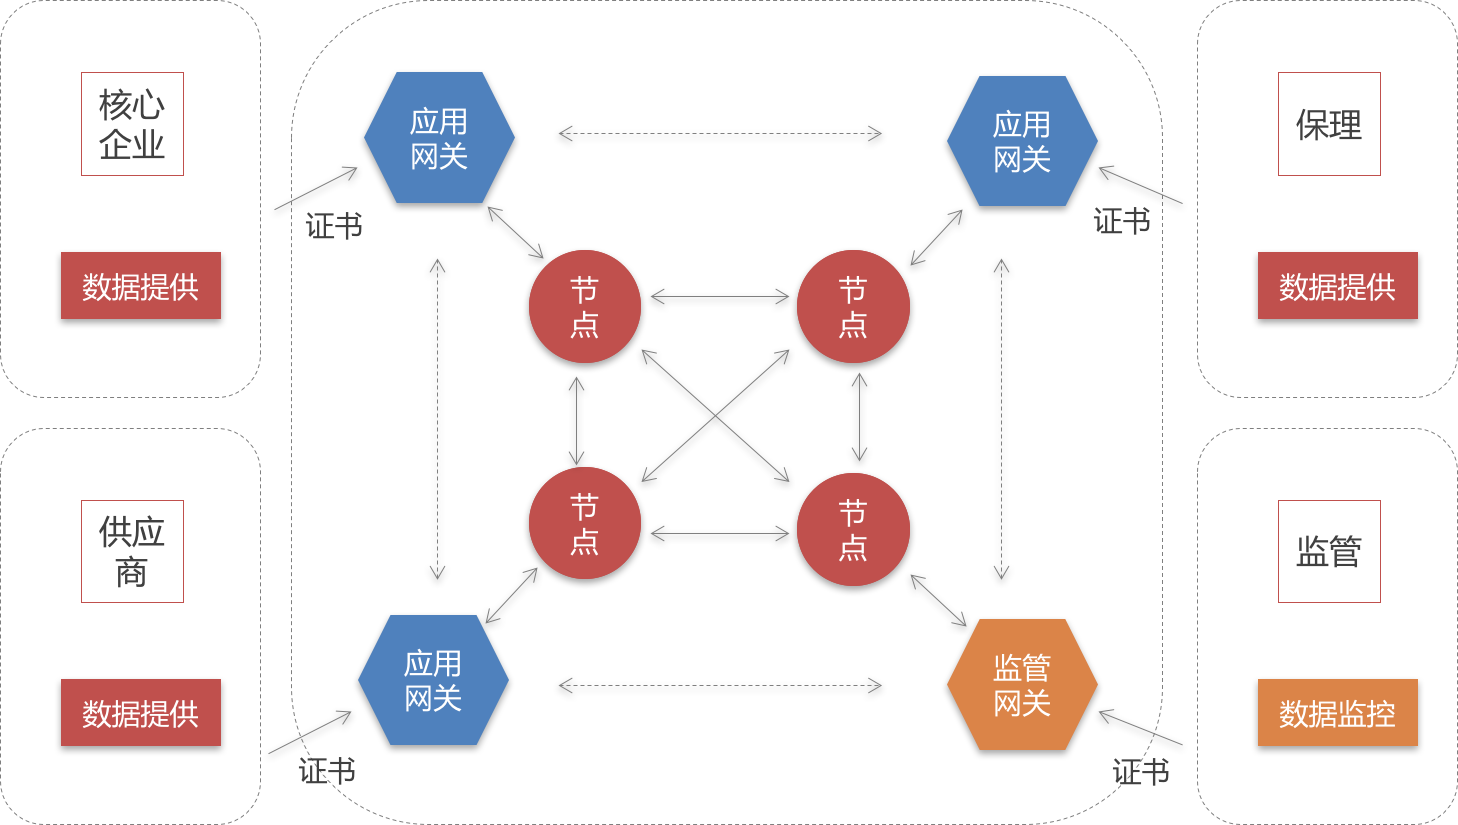 核心
企业
数据提供
证书
应用
网关
应用
网关
保理
数据提供
证书
节
点
节
点
节
点
节
点
供应
商
数据提供
证书
应用
网关
监管
网关
监管
数据监控
证书